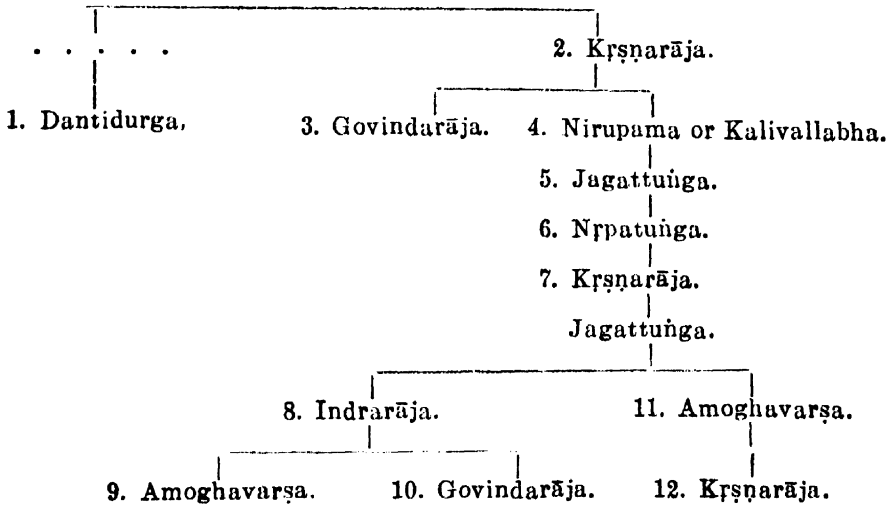 . . . . .
2. Kṛṣṇarāja.
1. Dantidurga,
3. Govindarāja. 4. Nirupama or Kalivallabha.
5. Jagattuṅga.
6. Nṛpatuṅga.
7. Kṛṣṇarāja.
Jagattuṅga.
8. Indrarāja. 11. Amoghavarṣa.
9. Amoghavarṣa. 10. Govindarāja. 12. Kṛṣṇarāja.